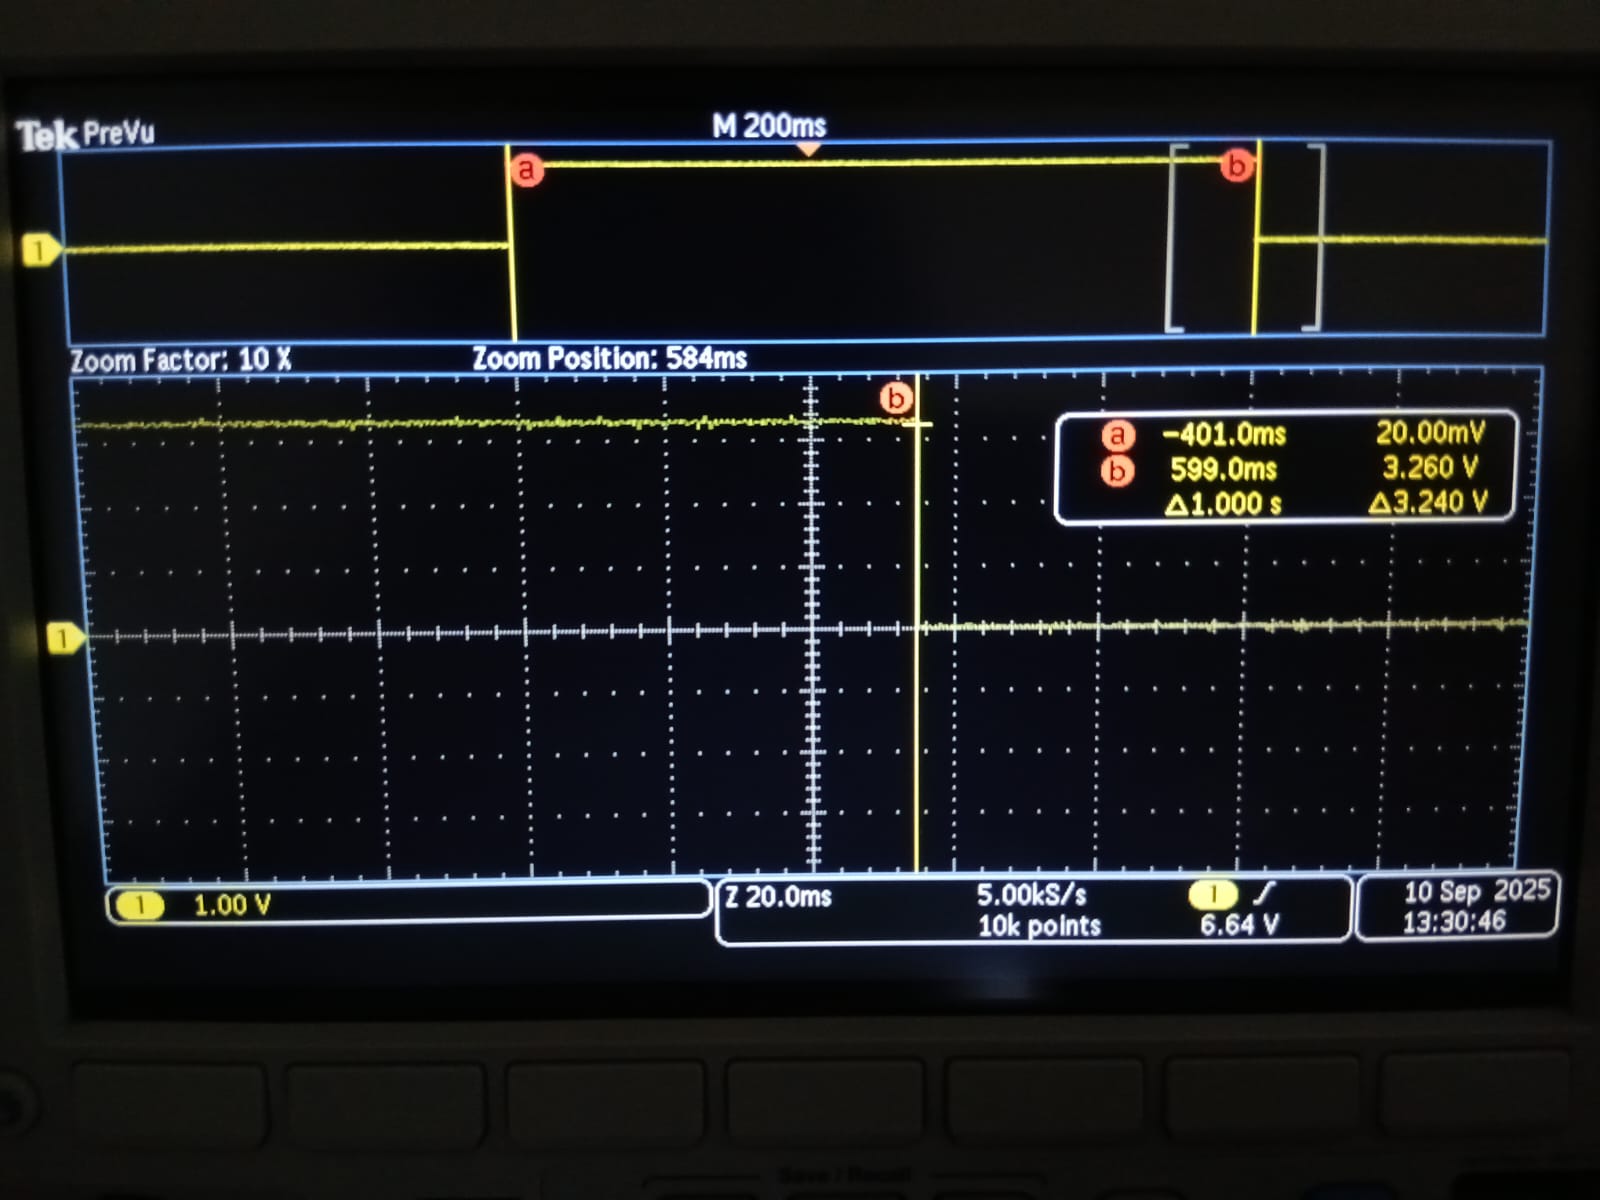 Tek PreVu
M 200ms
a
b
1
Zoom Factor: 10 X
Zoom Position: 584ms
b
a -401.0ms 20.00mV
b 599.0ms 3.260 V
Δ1.000 s Δ3.240 V
1
1 1.00 V
Z 20.0ms
5.00kS/s
10k points
1 ʃ
6.64 V
10 Sep 2025
13:30:46
Save / Recall